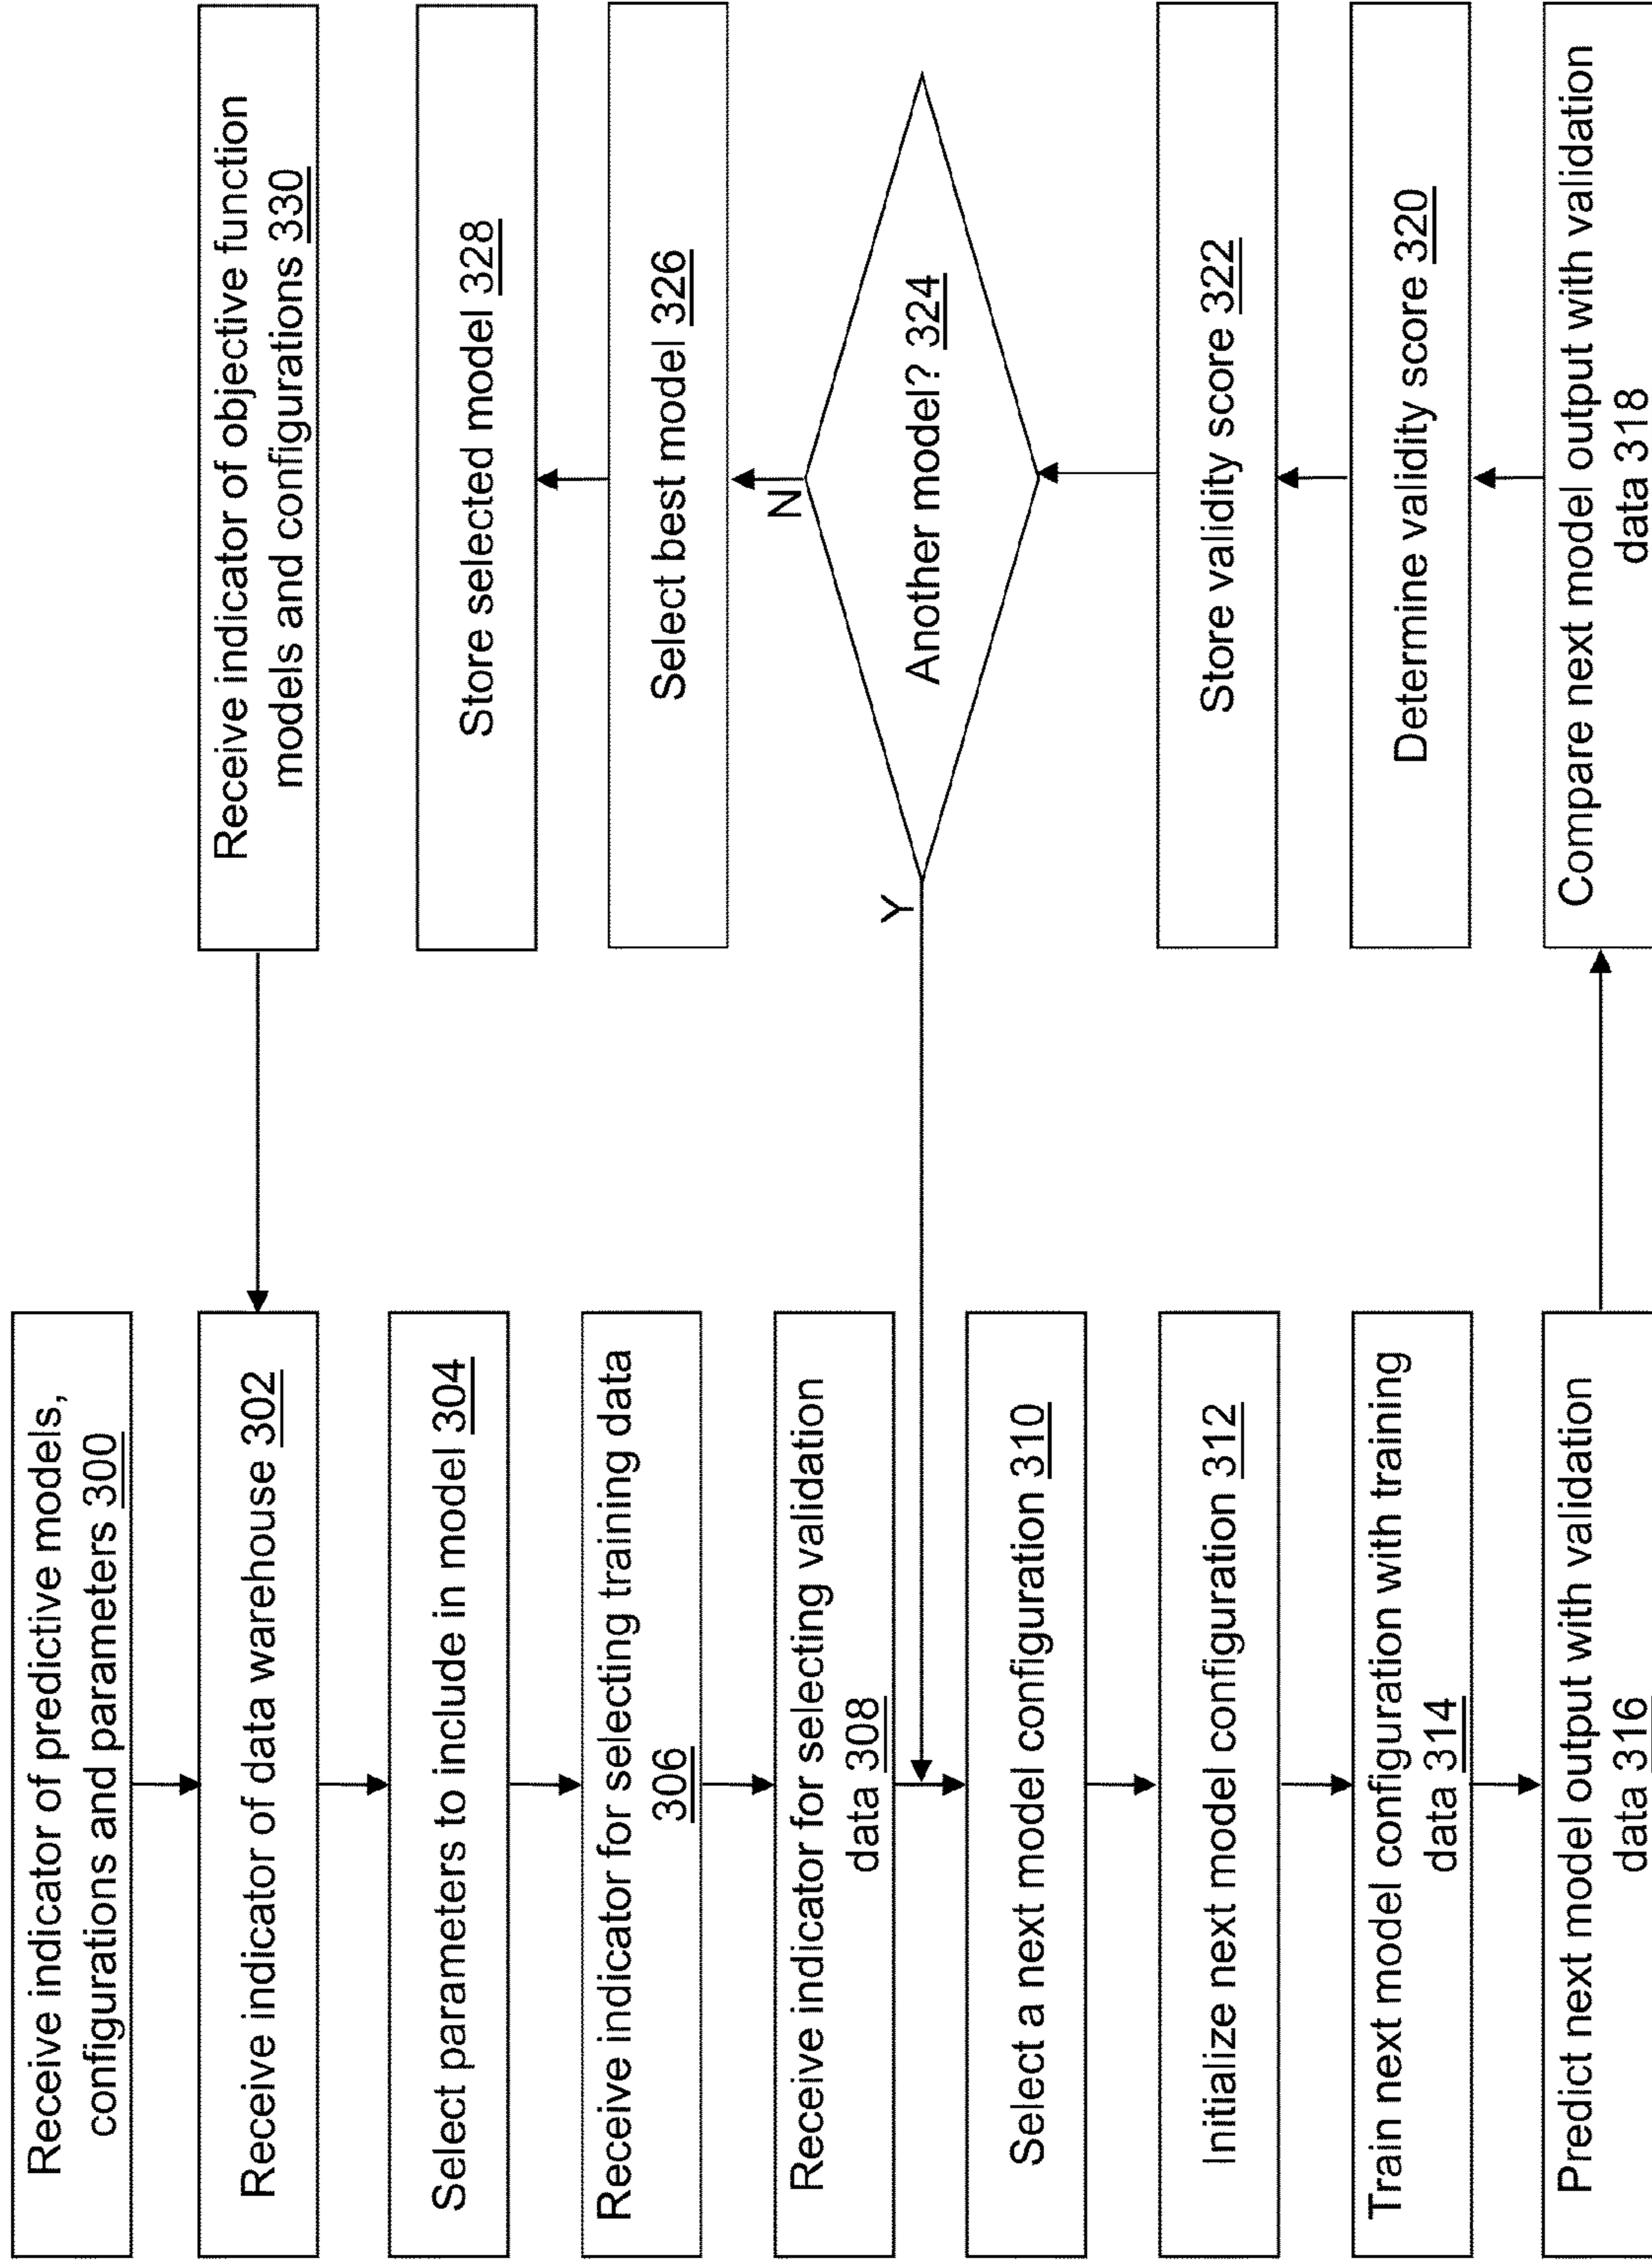 Receive indicator of predictive models,
configurations and parameters 300
Receive indicator of data warehouse 302
Select parameters to include in model 304
Receive indicator for selecting training data
306
Receive indicator for selecting validation
data 308
Select a next model configuration 310
Initialize next model configuration 312
Train next model configuration with training
data 314
Predict next model output with validation
data 316
Receive indicator of objective function
models and configurations 330
Store selected model 328
Select best model 326
N
Another model? 324
Y
Store validity score 322
Determine validity score 320
Compare next model output with validation
data 318